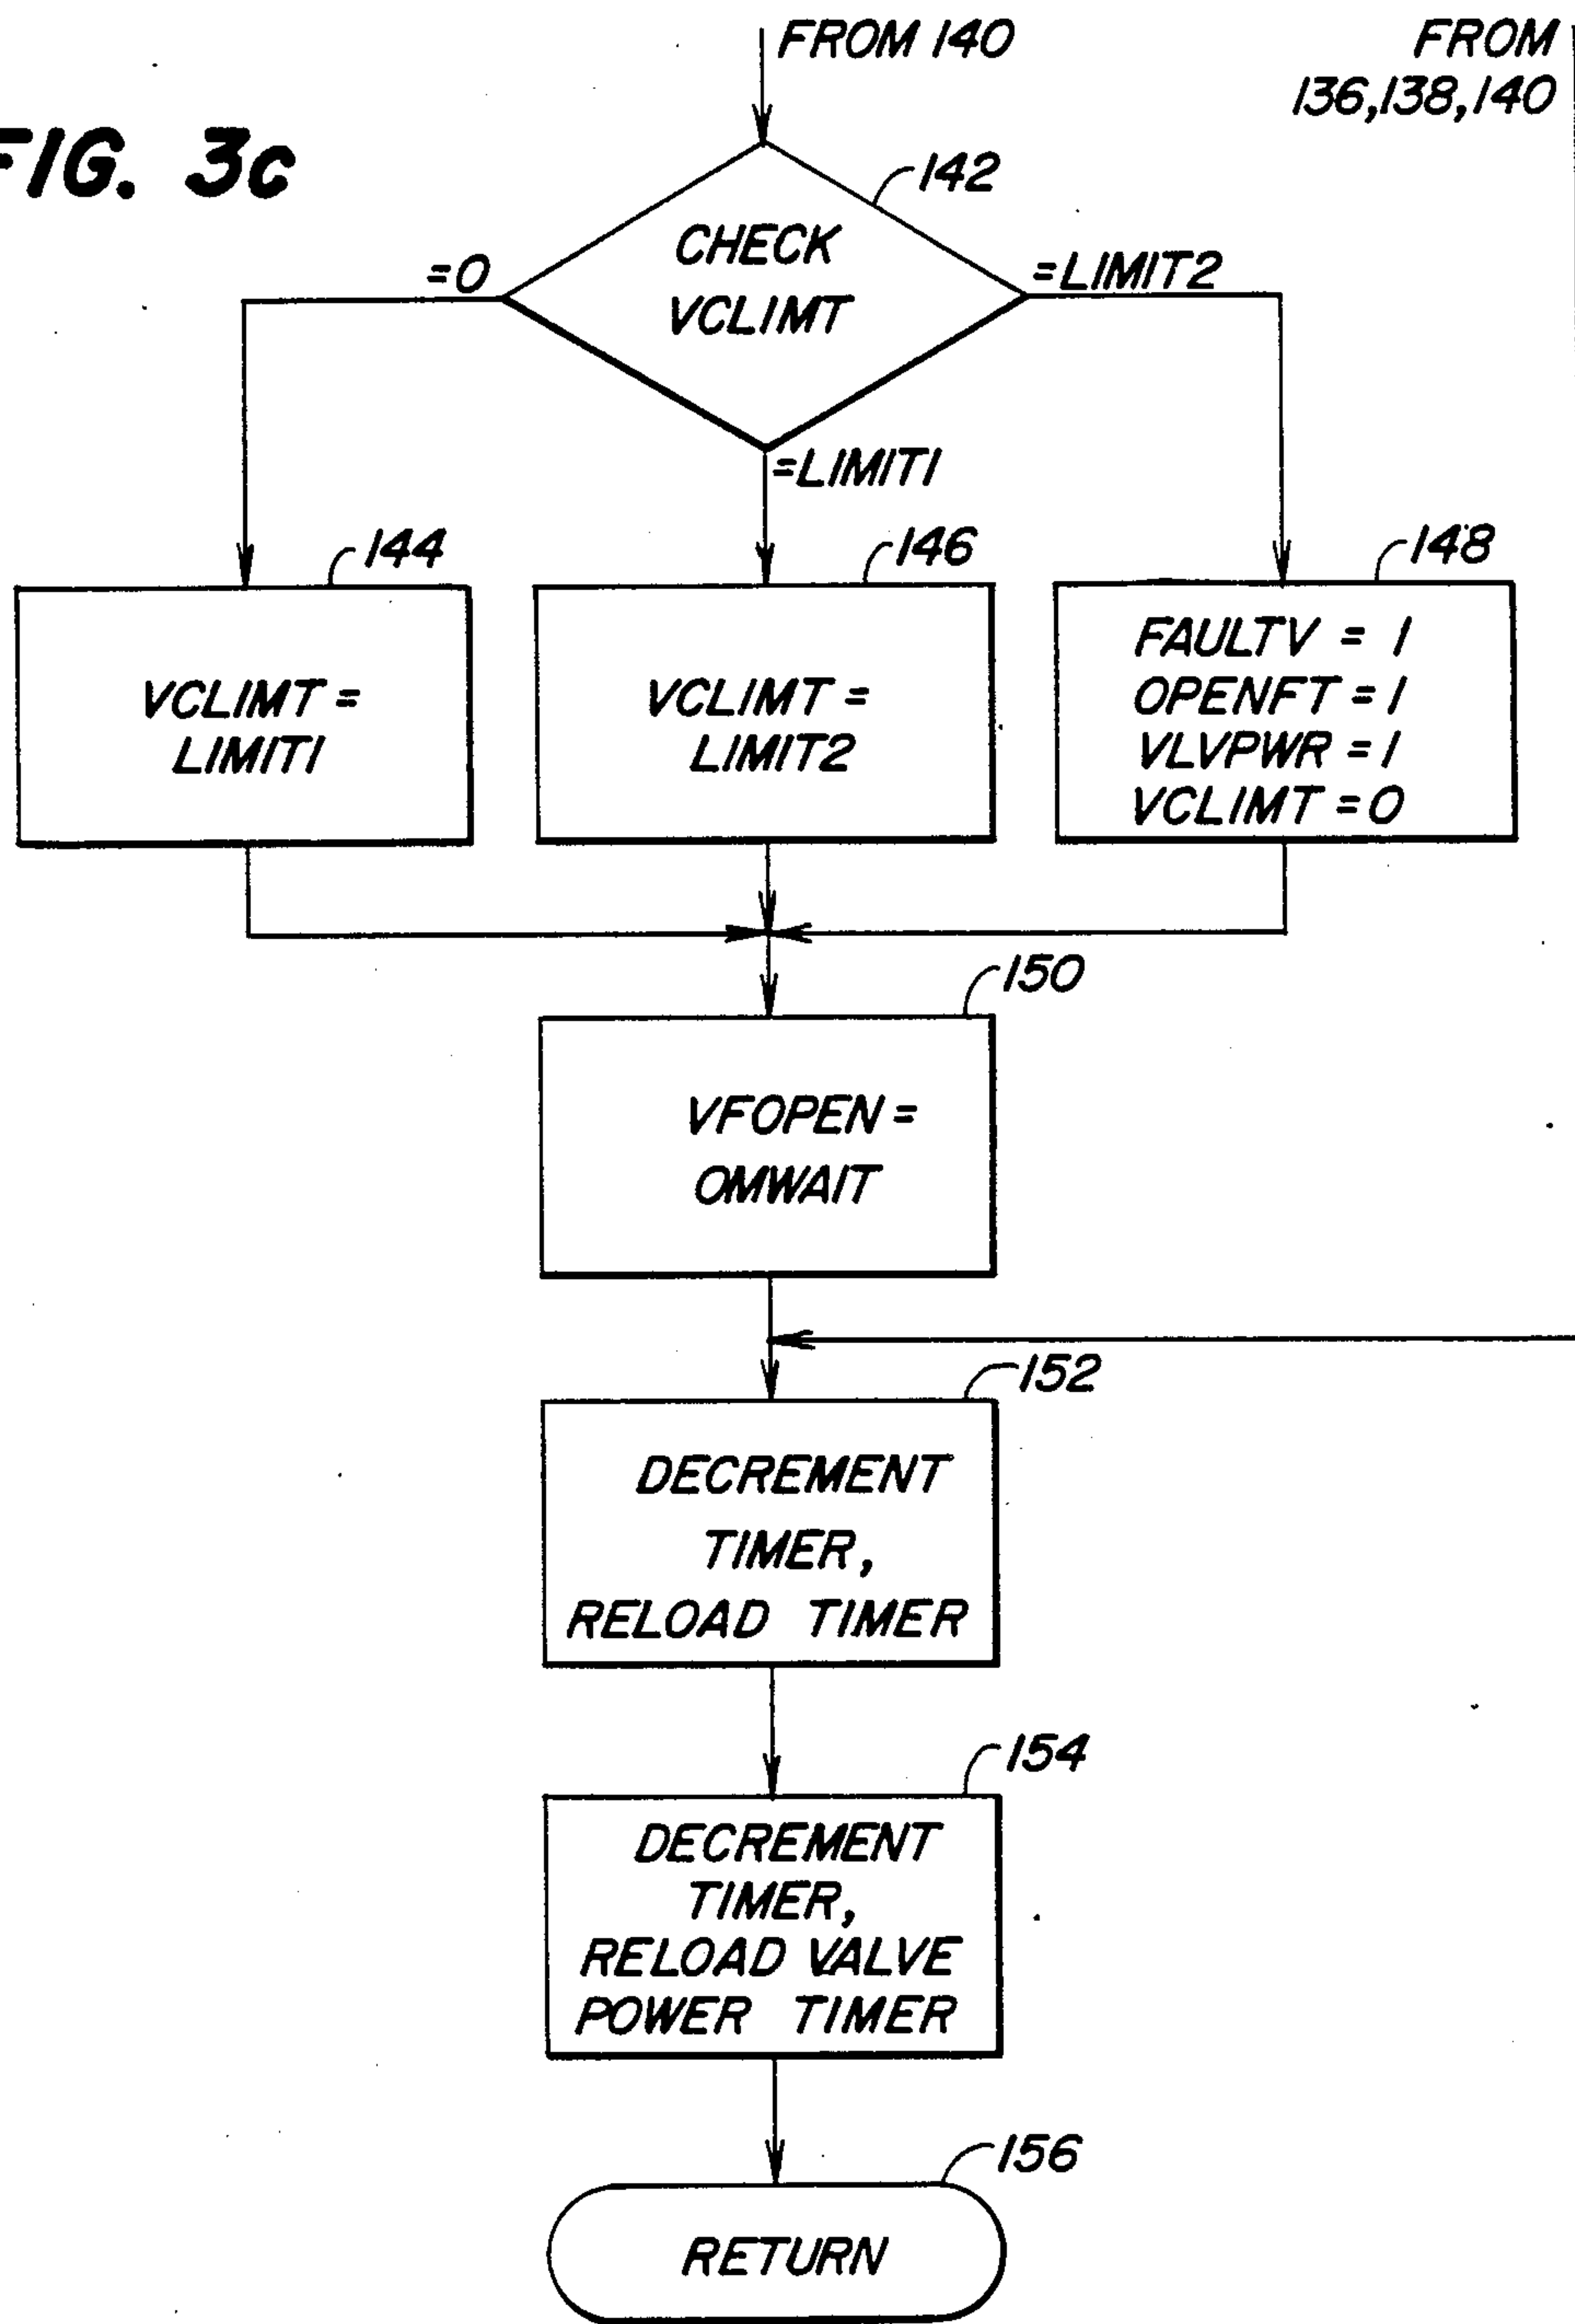 FROM 140
FROM
136,138,140
FIG. 3c
142
CHECK
VCLIMT
=0
=LIMIT2
=LIMIT1
144
146
148
VCLIMT =
LIMIT1
VCLIMT =
LIMIT2
FAULTV = 1
OPENFT = 1
VLVPWR = 1
VCLIMT = 0
150
VFOPEN =
OMWAIT
152
DECREMENT
TIMER,
RELOAD TIMER
154
DECREMENT
TIMER,
RELOAD VALVE
POWER TIMER
156
RETURN